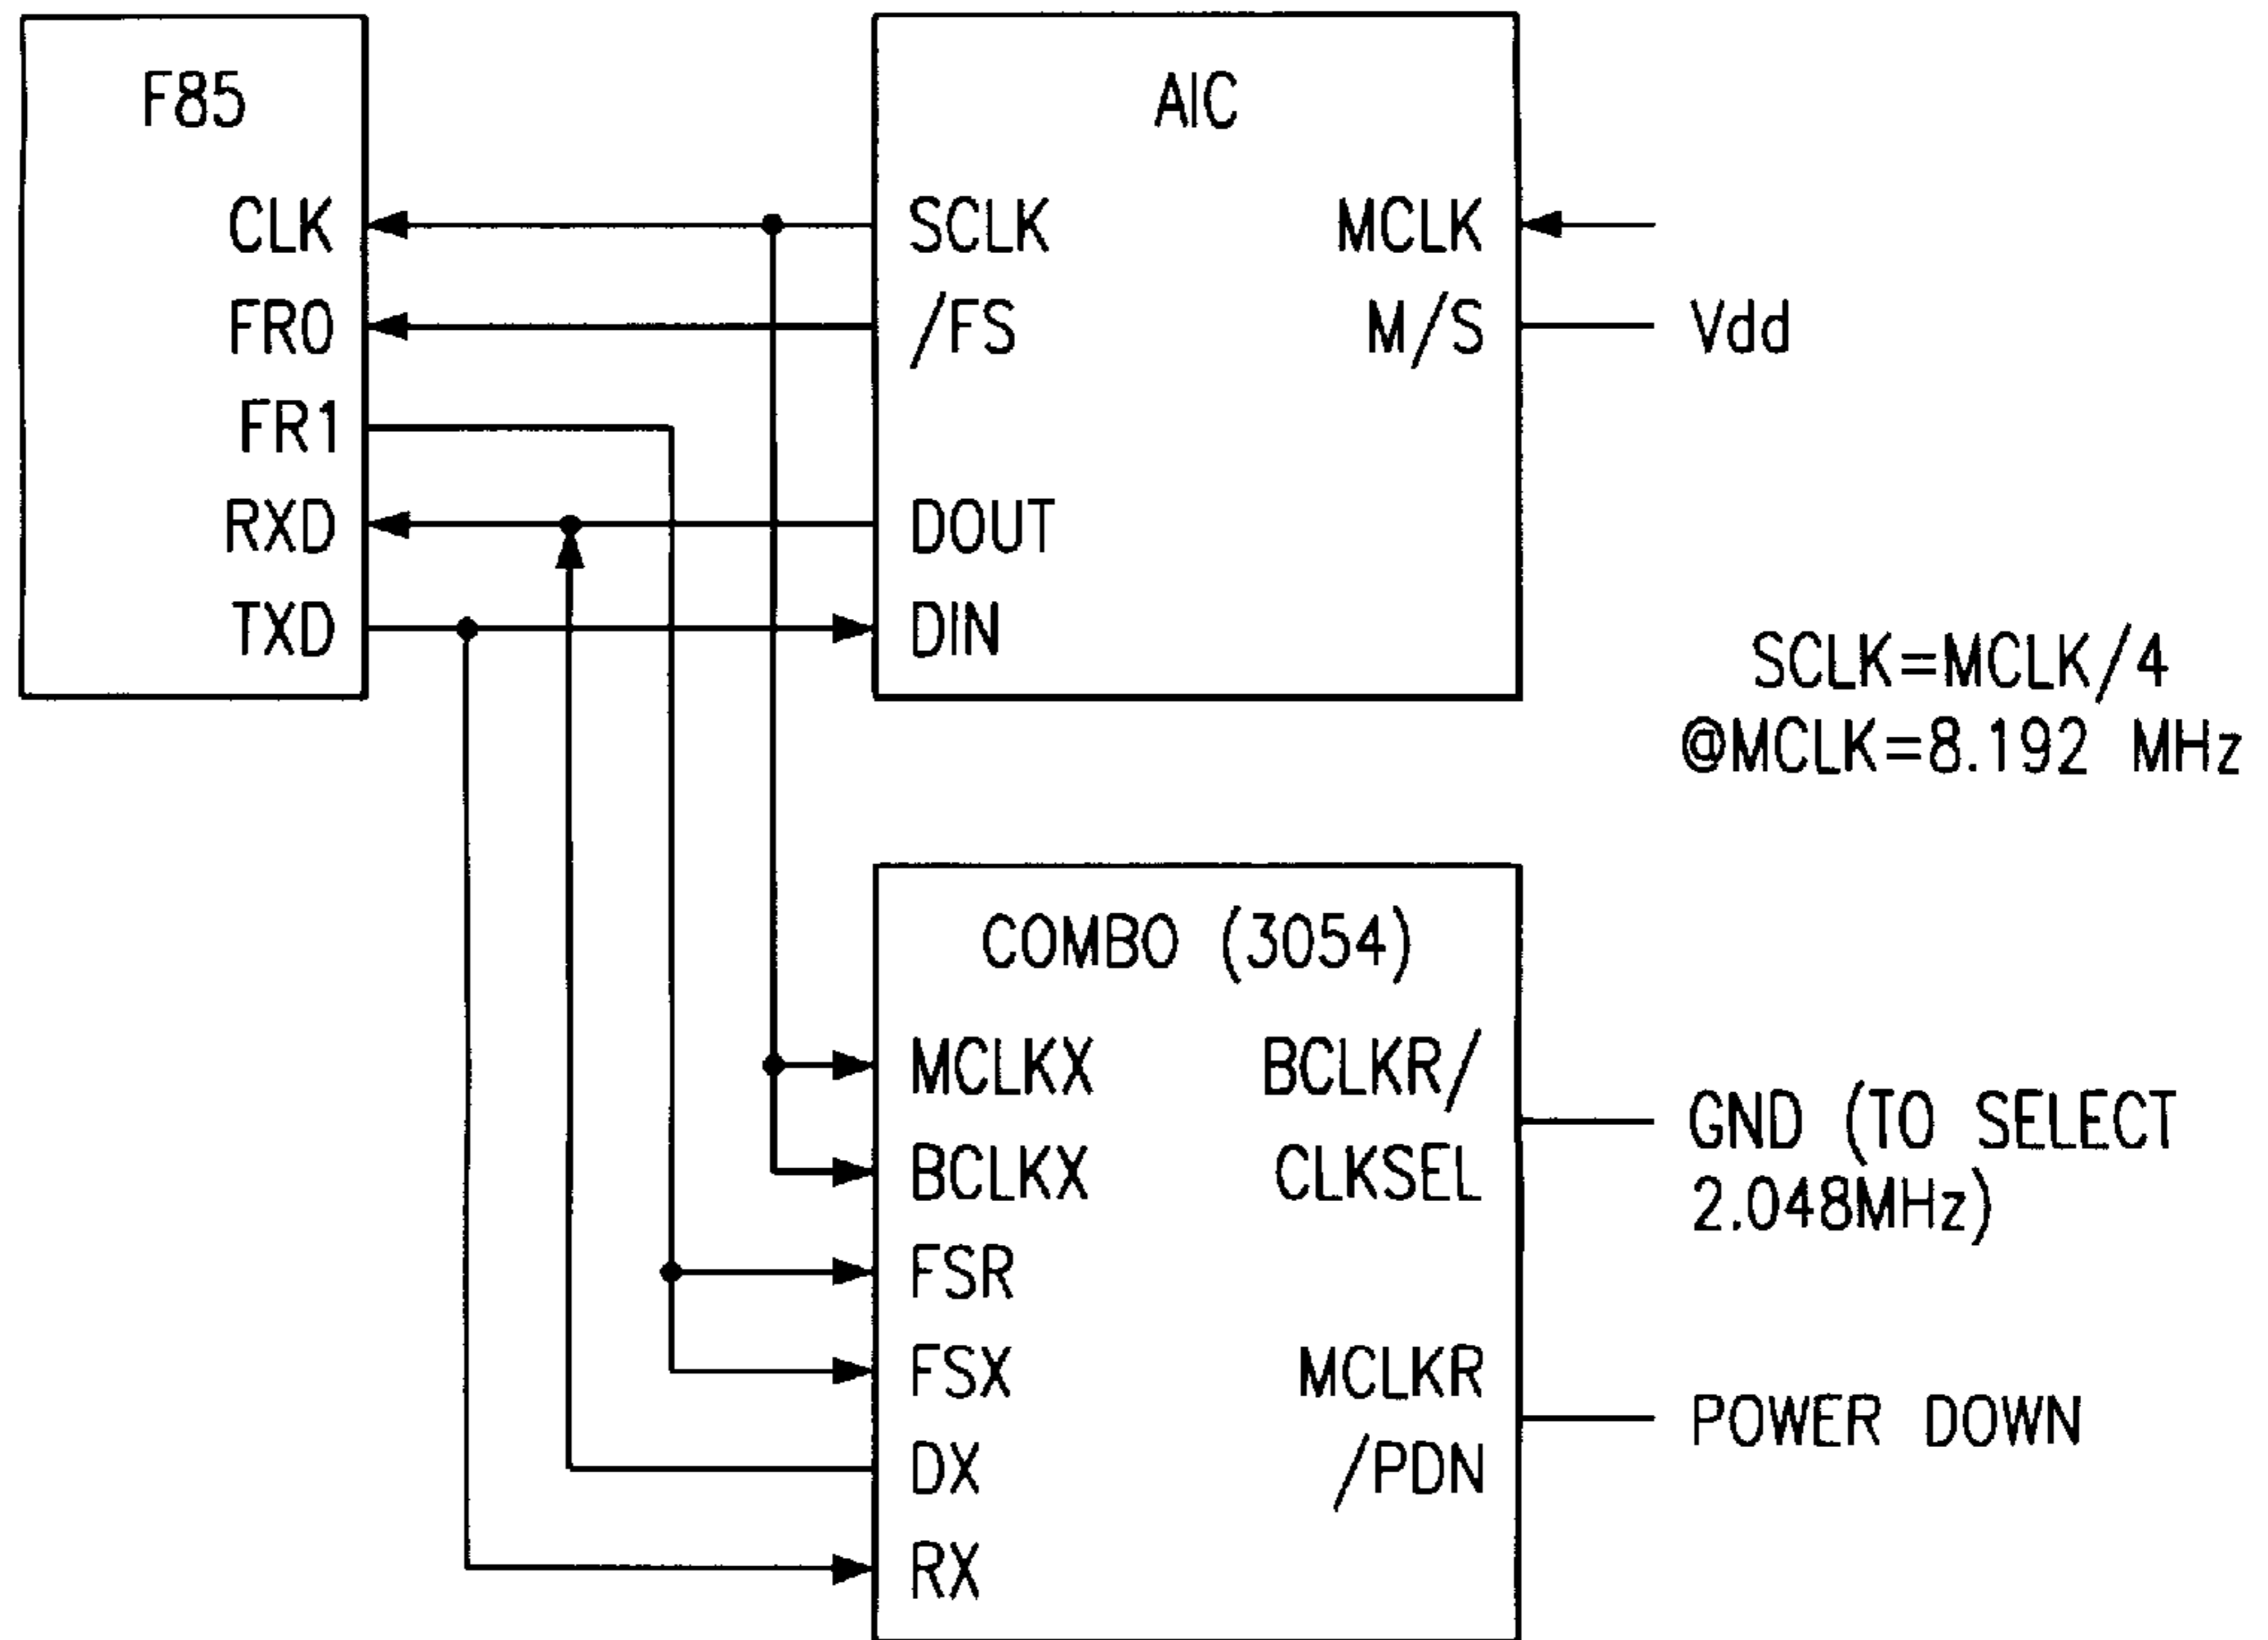 F85
CLK
FR0
FR1
RXD
TXD
AIC
SCLK
/FS
DOUT
DIN
MCLK
M/S
Vdd
SCLK=MCLK/4
@MCLK=8.192 MHz
COMBO (3054)
MCLKX
BCLKX
FSR
FSX
DX
RX
BCLKR/
CLKSEL
MCLKR
/PDN
GND (TO SELECT
2.048MHz)
POWER DOWN